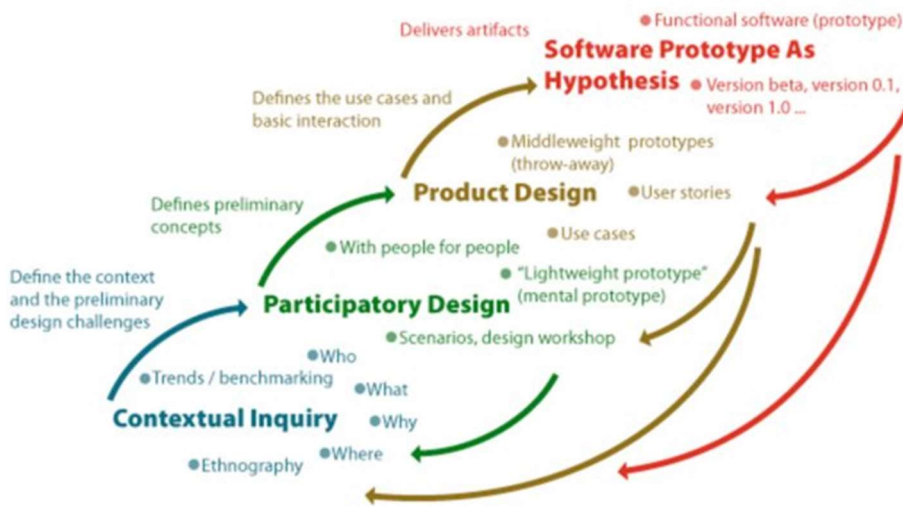 Delivers artifacts
Functional software (prototype)
Software Prototype As
Hypothesis
Version beta, version 0.1,
version 1.0 ...
Defines the use cases and
basic interaction
Middleweight prototypes
(throw-away)
Product Design
User stories
Use cases
Defines preliminary
concepts
With people for people
"Lightweight prototype"
(mental prototype)
Participatory Design
Scenarios, design workshop
Define the context
and the preliminary
design challenges
Who
Trends / benchmarking
What
Contextual Inquiry
Why
Where
Ethnography